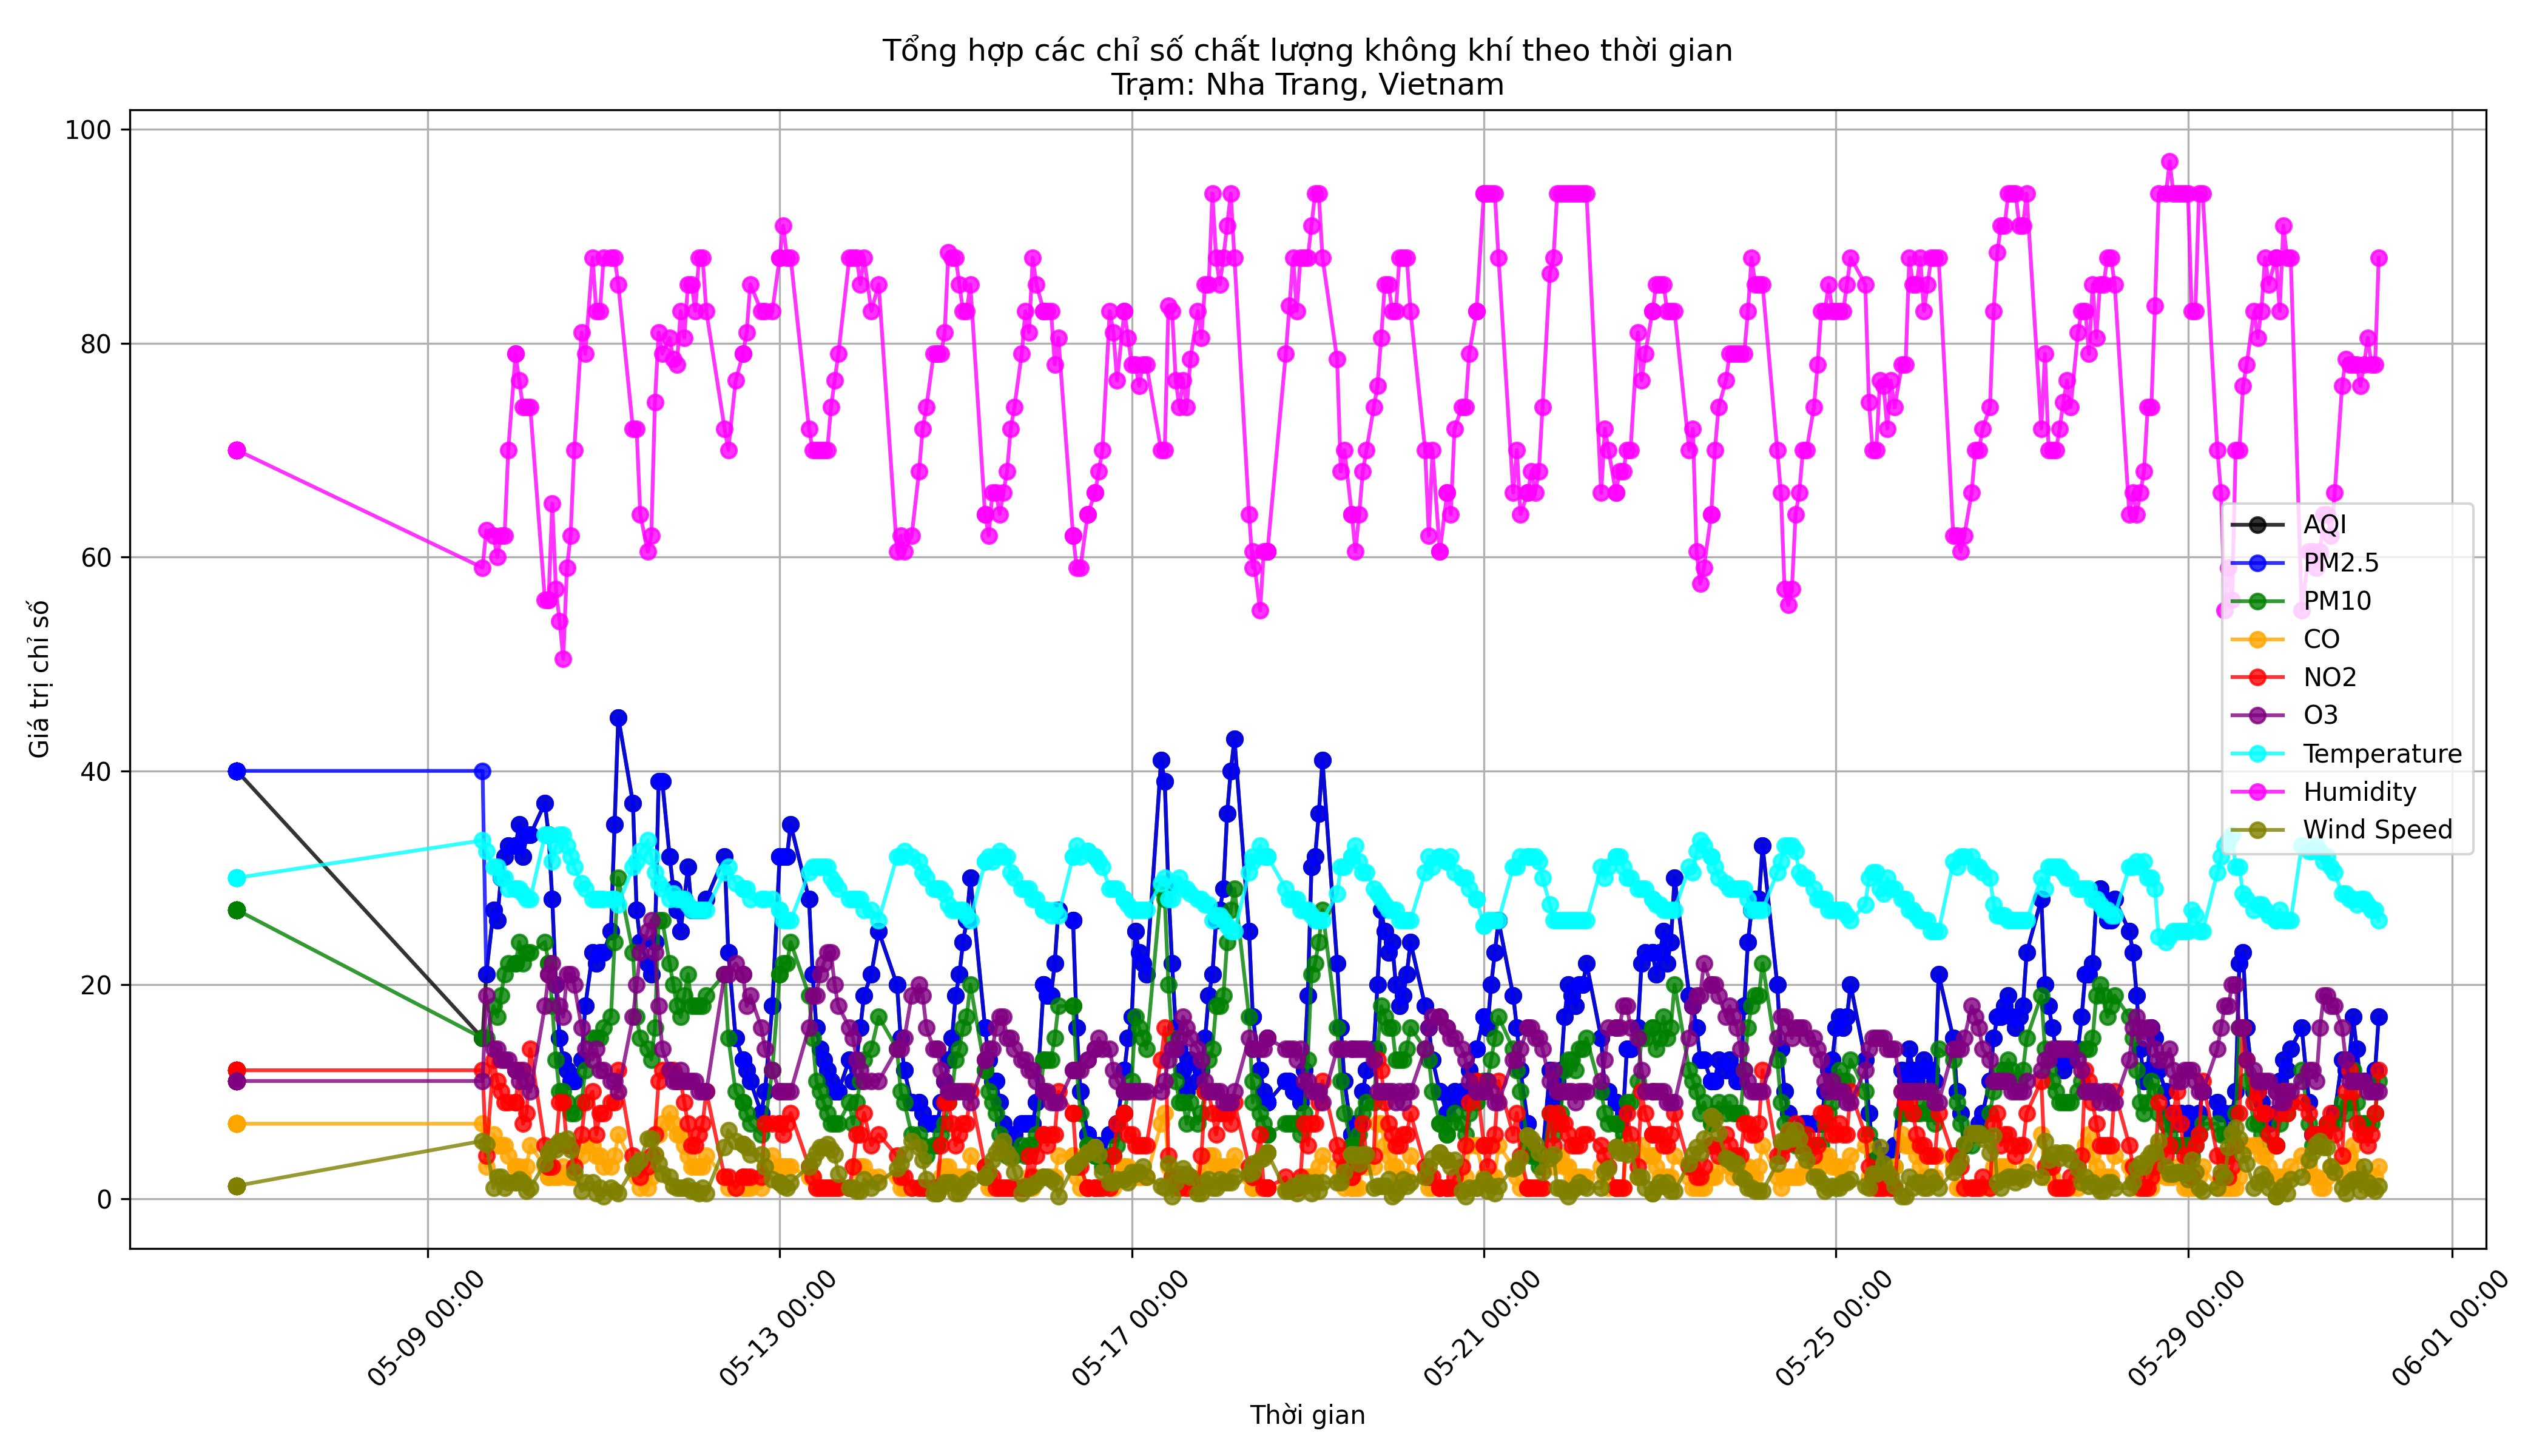 Tổng hợp các chỉ số chất lượng không khí theo thời gian
Trạm: Nha Trang, Vietnam
Giá trị chỉ số
100
80
60
40
20
0
AQI
PM2.5
PM10
CO
NO2
O3
Temperature
Humidity
Wind Speed
05-09 00:00
05-13 00:00
05-17 00:00
05-21 00:00
05-25 00:00
05-29 00:00
06-01 00:00
Thời gian